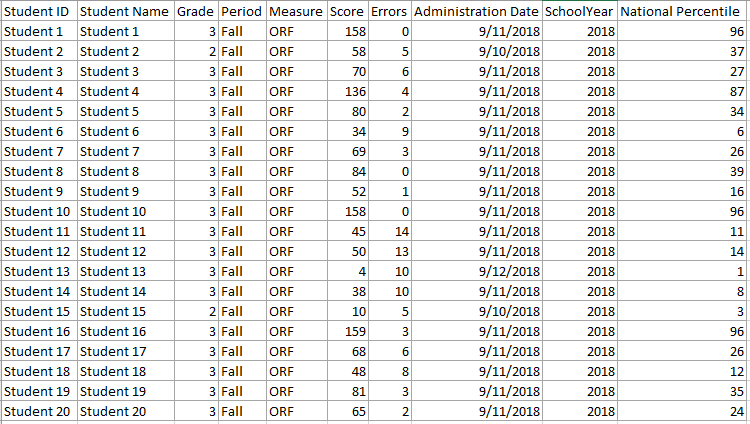 Student ID Student Name Grade Period Measure Score Errors Administration Date SchoolYear National Percentile
Student 1 Student 1 3 Fall ORF 158 0 9/11/2018 2018 96
Student 2 Student 2 2 Fall ORF 58 5 9/10/2018 2018 37
Student 3 Student 3 3 Fall ORF 70 6 9/11/2018 2018 27
Student 4 Student 4 3 Fall ORF 136 4 9/11/2018 2018 87
Student 5 Student 5 3 Fall ORF 80 2 9/11/2018 2018 34
Student 6 Student 6 3 Fall ORF 34 9 9/11/2018 2018 6
Student 7 Student 7 3 Fall ORF 69 3 9/11/2018 2018 26
Student 8 Student 8 3 Fall ORF 84 0 9/11/2018 2018 39
Student 9 Student 9 3 Fall ORF 52 1 9/11/2018 2018 16
Student 10 Student 10 3 Fall ORF 158 0 9/11/2018 2018 96
Student 11 Student 11 3 Fall ORF 45 14 9/11/2018 2018 11
Student 12 Student 12 3 Fall ORF 50 13 9/11/2018 2018 14
Student 13 Student 13 3 Fall ORF 4 10 9/12/2018 2018 1
Student 14 Student 14 3 Fall ORF 38 10 9/11/2018 2018 8
Student 15 Student 15 2 Fall ORF 10 5 9/10/2018 2018 3
Student 16 Student 16 3 Fall ORF 159 3 9/11/2018 2018 96
Student 17 Student 17 3 Fall ORF 68 6 9/11/2018 2018 26
Student 18 Student 18 3 Fall ORF 48 8 9/11/2018 2018 12
Student 19 Student 19 3 Fall ORF 81 3 9/11/2018 2018 35
Student 20 Student 20 3 Fall ORF 65 2 9/11/2018 2018 24